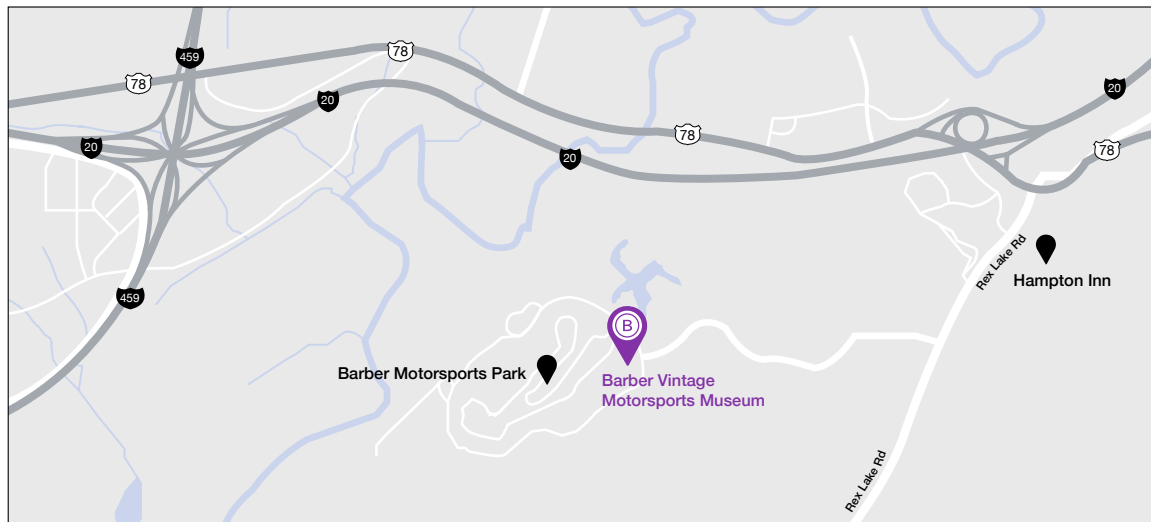 459
78
78
20
20
78
20
78
20
459
Rex Lake Rd
Hampton Inn
B
Barber Motorsports Park
Barber Vintage
Motorsports Museum
Rex Lake Rd